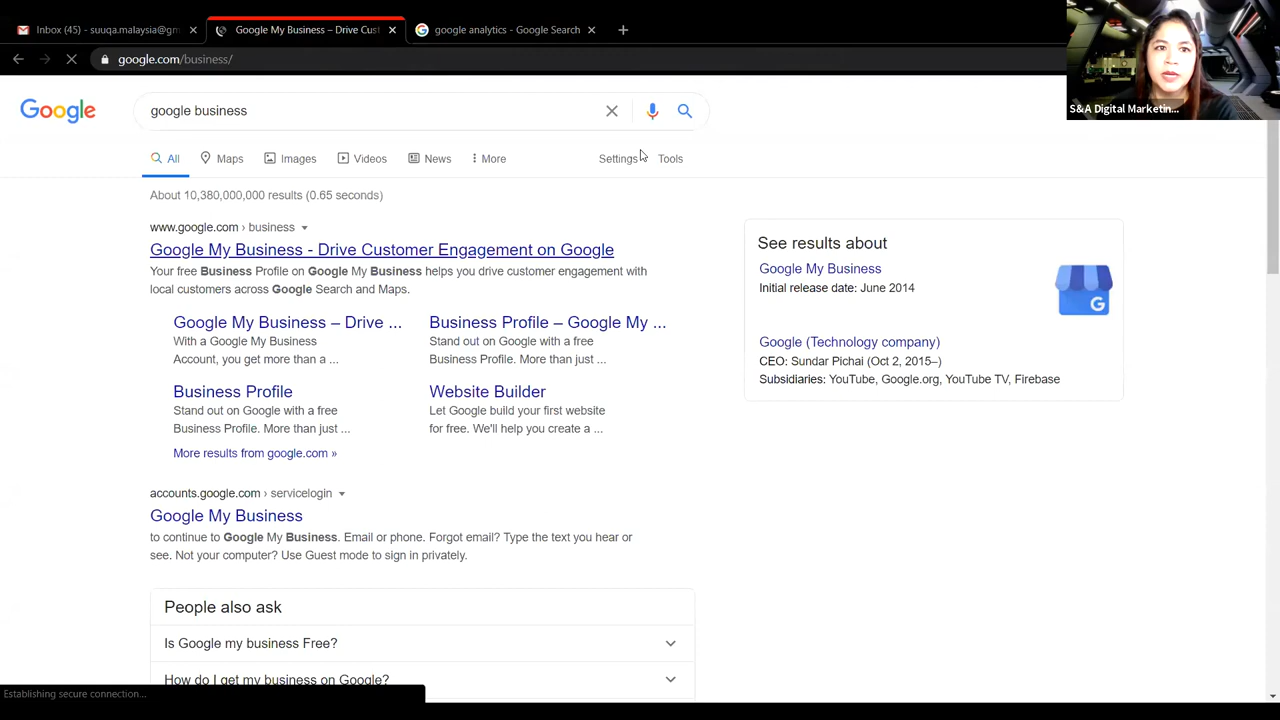 Inbox (45) - suuqa.malaysia@gm
Google My Business – Drive Cust
google analytics - Google Search
google.com/business/
S&A Digital Marketin...
Google
google business
All
Maps
Images
Videos
News
More
Settings
Tools
About 10,380,000,000 results (0.65 seconds)
www.google.com › business
Google My Business - Drive Customer Engagement on Google
Your free Business Profile on Google My Business helps you drive customer engagement with
local customers across Google Search and Maps.
Google My Business – Drive ...
With a Google My Business
Account, you get more than a ...
Business Profile – Google My ...
Stand out on Google with a free
Business Profile. More than just ...
Business Profile
Stand out on Google with a free
Business Profile. More than just ...
Website Builder
Let Google build your first website
for free. We'll help you create a ...
More results from google.com »
accounts.google.com › servicelogin
Google My Business
to continue to Google My Business. Email or phone. Forgot email? Type the text you hear or
see. Not your computer? Use Guest mode to sign in privately.
People also ask
Is Google my business Free?
How do I get my business on Google?
See results about
Google My Business
Initial release date: June 2014
G
Google (Technology company)
CEO: Sundar Pichai (Oct 2, 2015–)
Subsidiaries: YouTube, Google.org, YouTube TV, Firebase
Establishing secure connection...